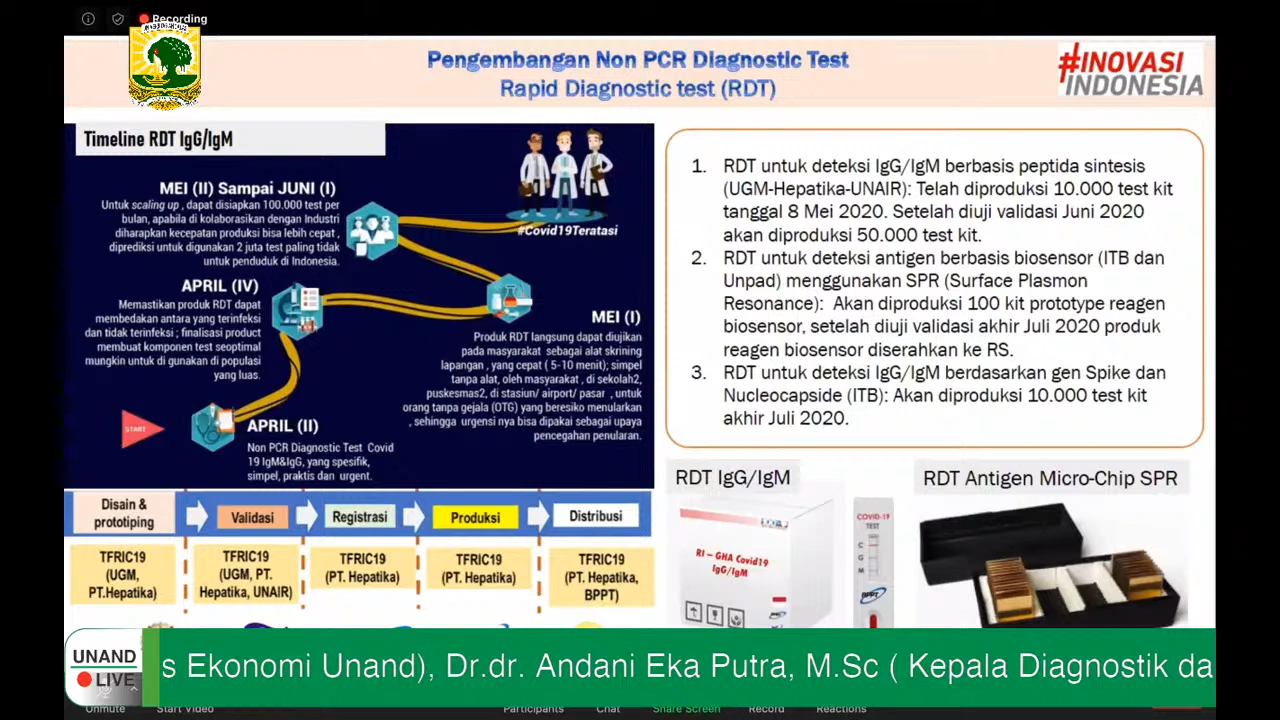 Recording
UNIVERSITAS ANDALAS
Pengembangan Non PCR Diagnostic Test
Rapid Diagnostic test (RDT)
#INOVASI
INDONESIA
Timeline RDT IgG/IgM
MEI (II) Sampai JUNI (I)
Untuk scaling up , dapat disiapkan 100.000 test per
bulan, apabila di kolaborasikan dengan Industri
diharapkan kecepatan produksi bisa lebih cepat ,
diprediksi untuk digunakan 2 juta test paling tidak
untuk penduduk di Indonesia.
#Covid19Teratasi
APRIL (IV)
Memastikan produk RDT dapat
membedakan antara yang terinfeksi
dan tidak terinfeksi ; finalisasi product
membuat komponen test seoptimal
mungkin untuk di gunakan di populasi
yang luas.
MEI (I)
Produk RDT langsung dapat diujikan
pada masyarakat sebagai alat skrining
lapangan , yang cepat ( 5-10 menit); simpel
tanpa alat, oleh masyarakat , di sekolah2,
puskesmas2, di stasiun/ airport/ pasar , untuk
orang tanpa gejala (OTG) yang beresiko menularkan
, sehingga urgensi nya bisa dipakai sebagai upaya
pencegahan penularan.
START
APRIL (II)
Non PCR Diagnostic Test Covid
19 IgM&IgG, yang spesifik,
simpel, praktis dan urgent.
1. RDT untuk deteksi IgG/IgM berbasis peptida sintesis
(UGM-Hepatika-UNAIR): Telah diproduksi 10.000 test kit
tanggal 8 Mei 2020. Setelah diuji validasi Juni 2020
akan diproduksi 50.000 test kit.
2. RDT untuk deteksi antigen berbasis biosensor (ITB dan
Unpad) menggunakan SPR (Surface Plasmon
Resonance): Akan diproduksi 100 kit prototype reagen
biosensor, setelah diuji validasi akhir Juli 2020 produk
reagen biosensor diserahkan ke RS.
3. RDT untuk deteksi IgG/IgM berdasarkan gen Spike dan
Nucleocapside (ITB): Akan diproduksi 10.000 test kit
akhir Juli 2020.
Disain &
prototiping
Validasi
Registrasi
Produksi
Distribusi
TFRIC19
(UGM,
PT.Hepatika)
TFRIC19
(UGM, PT.
Hepatika, UNAIR)
TFRIC19
(PT. Hepatika)
TFRIC19
(PT. Hepatika)
TFRIC19
(PT. Hepatika,
BPPT)
RDT IgG/IgM
RI – GHA Covid19
IgG/IgM
COVID-19
TEST
C
G
M
BPPT
RDT Antigen Micro-Chip SPR
UNAND
LIVE
s Ekonomi Unand), Dr.dr. Andani Eka Putra, M.Sc ( Kepala Diagnostik da
Unmute
Start Video
Participants
Chat
Share Screen
Record
Reactions